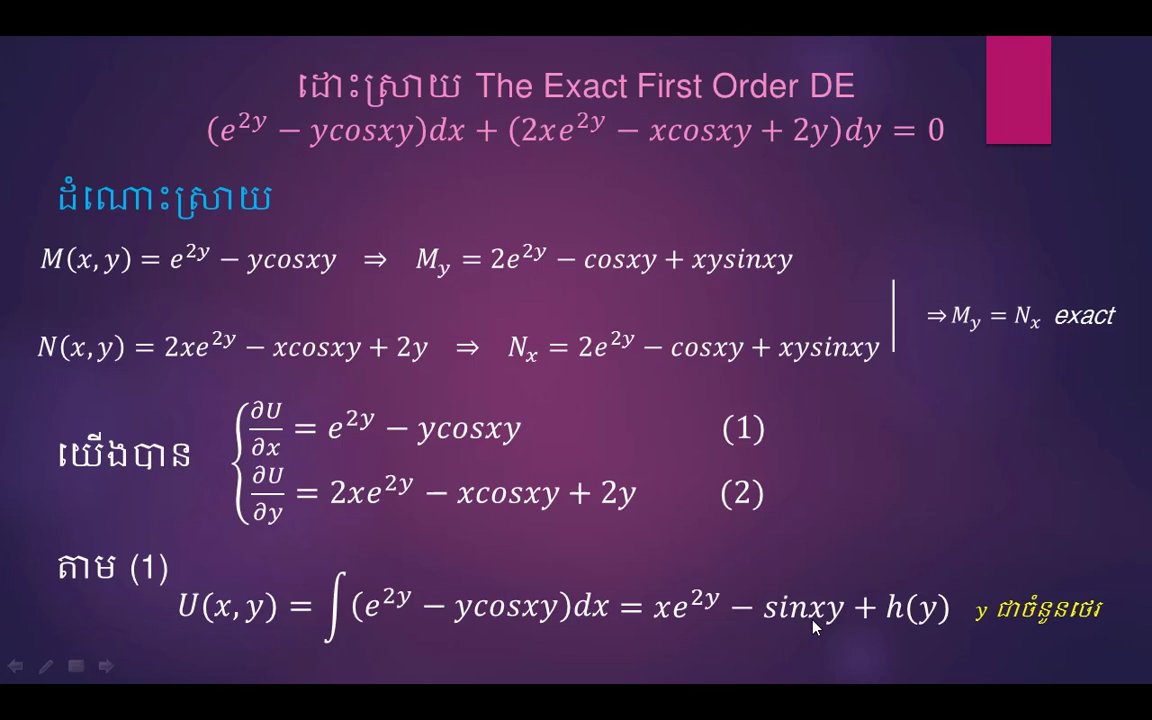 ដោះស្រាយ The Exact First Order DE
(e^{2y} − ycosxy)dx + (2xe^{2y} − xcosxy + 2y)dy = 0
ដំណោះស្រាយ
M(x, y) = e^{2y} − ycosxy ⇒ M_y = 2e^{2y} − cosxy + xysinxy
⇒ M_y = N_x exact
N(x, y) = 2xe^{2y} − xcosxy + 2y ⇒ N_x = 2e^{2y} − cosxy + xysinxy
∂U/∂x = e^{2y} − ycosxy (1)
យើងបាន
∂U/∂y = 2xe^{2y} − xcosxy + 2y (2)
តាម (1)
U(x, y) = ∫(e^{2y} − ycosxy)dx = xe^{2y} − sinxy + h(y) y ជាចំនួនថេរ